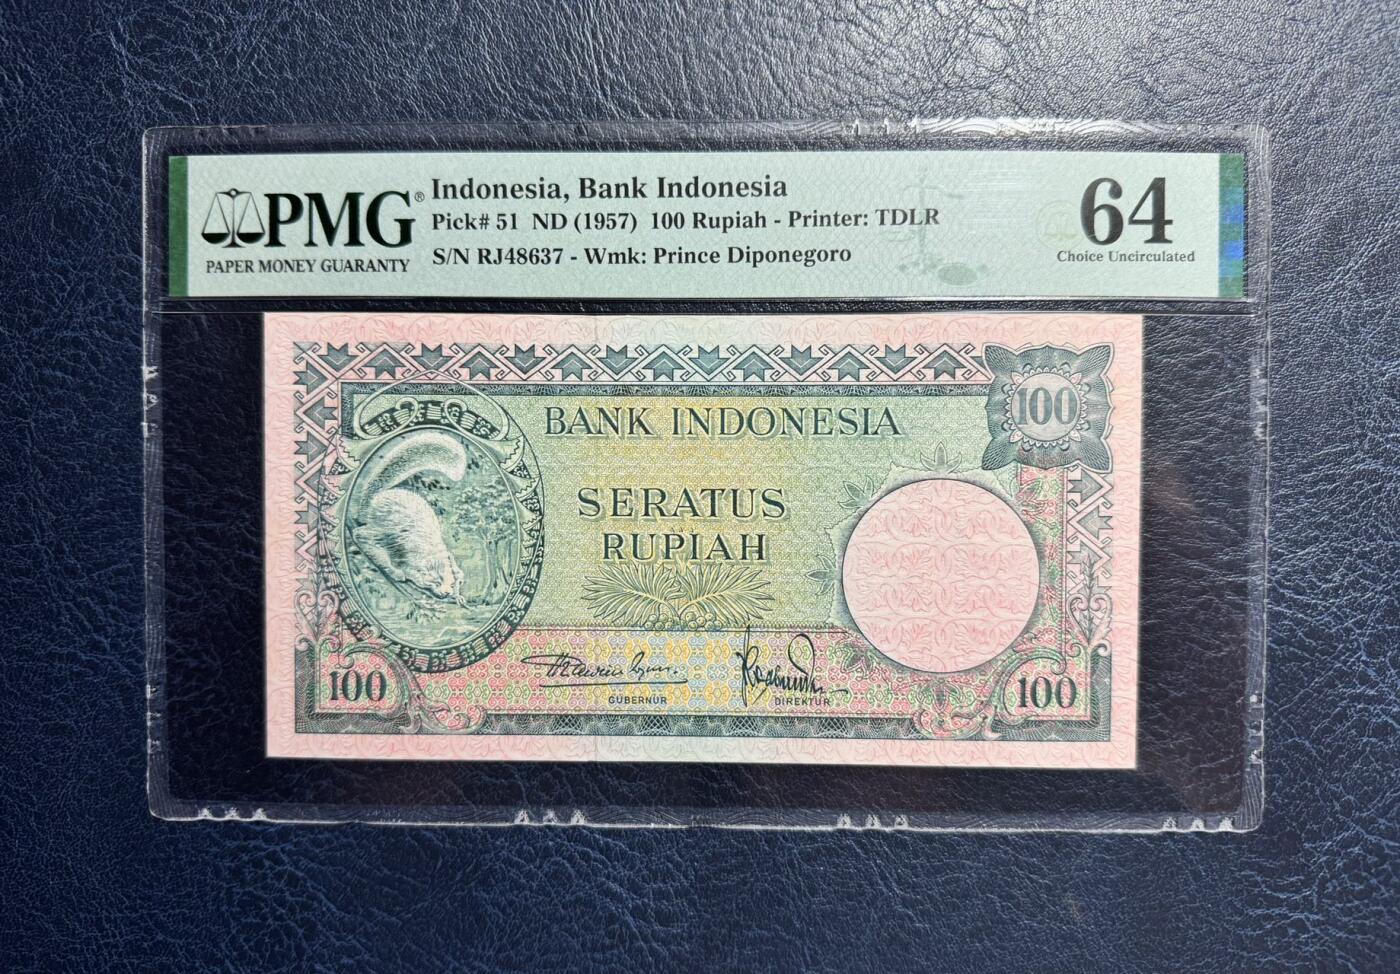 PMG®
PAPER MONEY GUARANTY
Indonesia, Bank Indonesia
Pick# 51 ND (1957) 100 Rupiah - Printer: TDLR
S/N RJ48637 - Wmk: Prince Diponegoro
64
Choice Uncirculated
100
BANK INDONESIA
SERATUS
RUPIAH
GUBERNUR
DIREKTUR
100
100